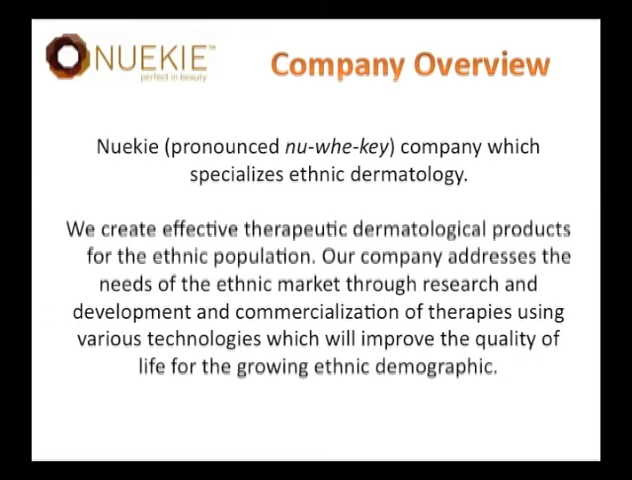 NUEKIE™
perfect in beauty
Company Overview
Nuekie (pronounced nu-whe-key) company which
specializes ethnic dermatology.
We create effective therapeutic dermatological products
for the ethnic population. Our company addresses the
needs of the ethnic market through research and
development and commercialization of therapies using
various technologies which will improve the quality of
life for the growing ethnic demographic.